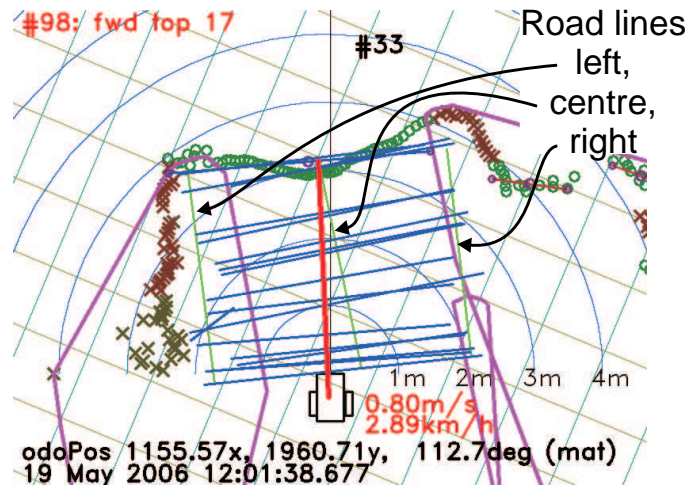 #98: fwd fop 17
#33
Road lines
left,
centre,
right
1m 2m 3m 4m
0.80m/s
2.89km/h
odoPos 1155.57x, 1960.71y, 112.7deg (mat)
19 May 2006 12:01:38.677